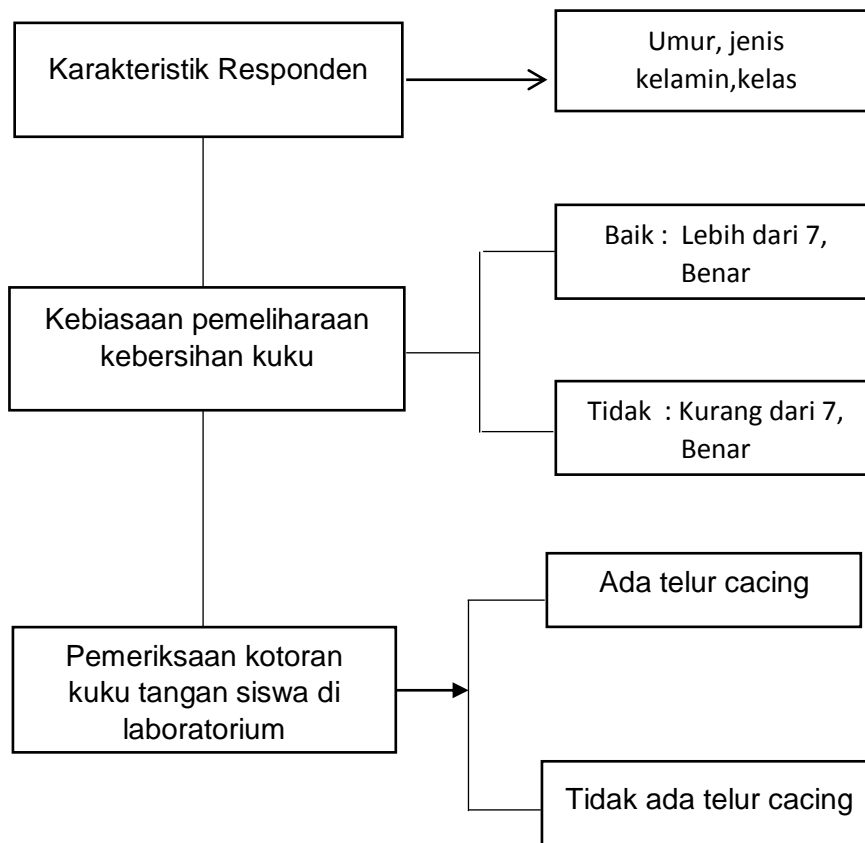 Karakteristik Responden
Umur, jenis
kelamin,kelas
Baik : Lebih dari 7,
Benar
Kebiasaan pemeliharaan
kebersihan kuku
Tidak : Kurang dari 7,
Benar
Ada telur cacing
Pemeriksaan kotoran
kuku tangan siswa di
laboratorium
Tidak ada telur cacing